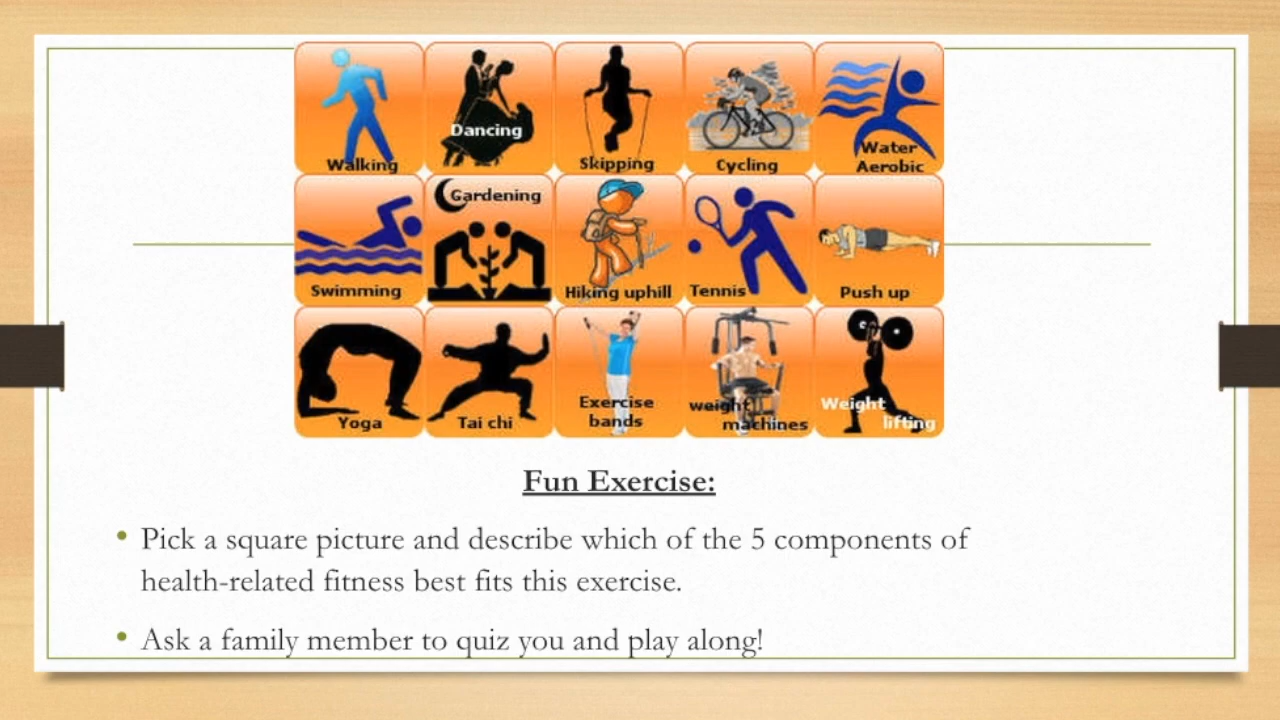 Walking
Dancing
Skipping
Cycling
Water
Aerobic
Swimming
Gardening
Hiking uphill
Tennis
Push up
Yoga
Tai chi
Exercise
bands
weight
machines
Weight
lifting
Fun Exercise:
• Pick a square picture and describe which of the 5 components of
health-related fitness best fits this exercise.
• Ask a family member to quiz you and play along!